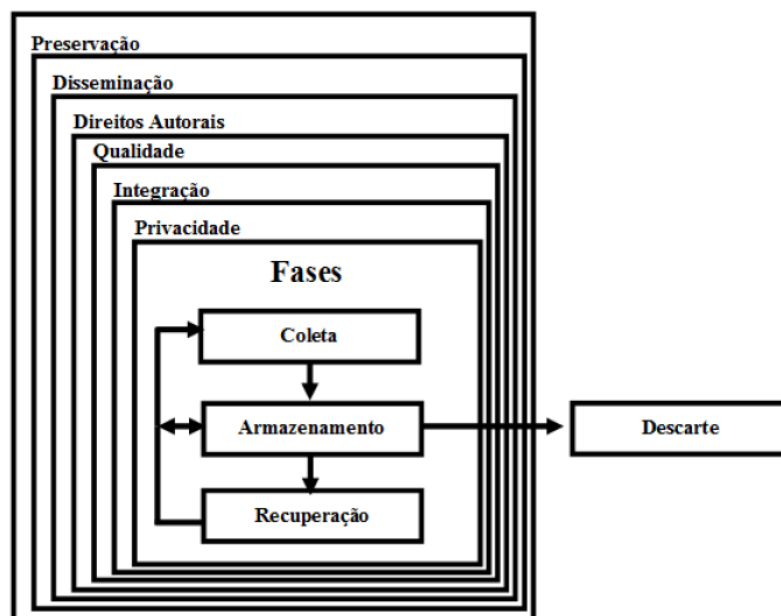 Preservação
Disseminação
Direitos Autorais
Qualidade
Integração
Privacidade
Fases
Coleta
Armazenamento
Descarte
Recuperação